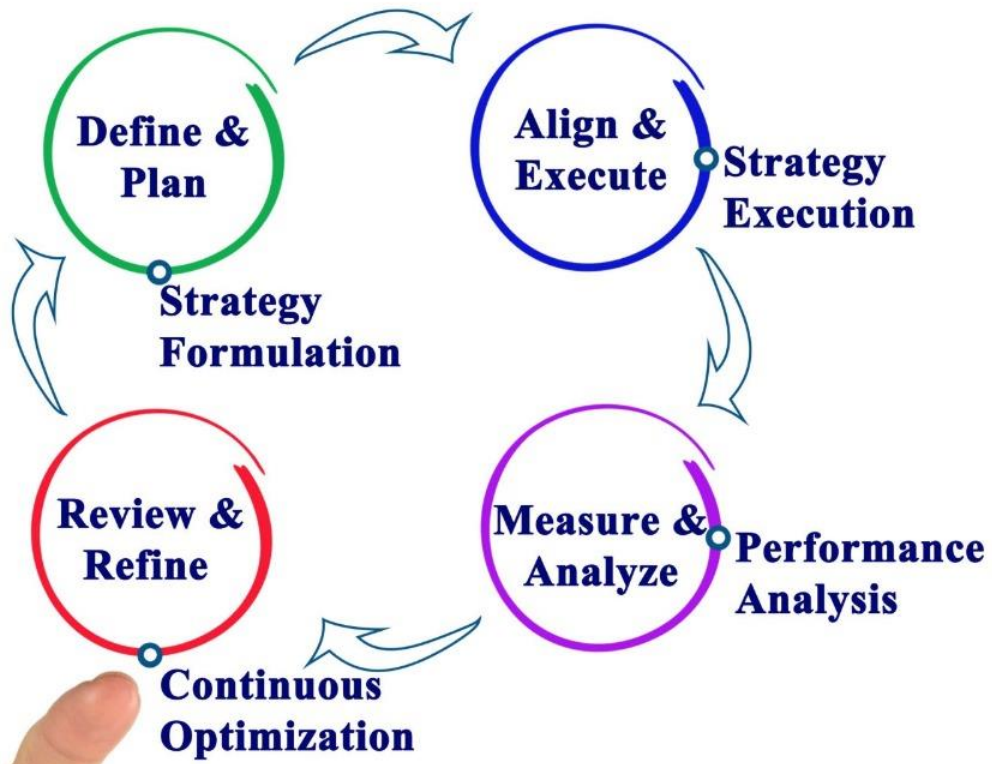 Define &
Plan
Strategy
Formulation
Align &
Execute
Strategy
Execution
Measure &
Analyze
Performance
Analysis
Review &
Refine
Continuous
Optimization